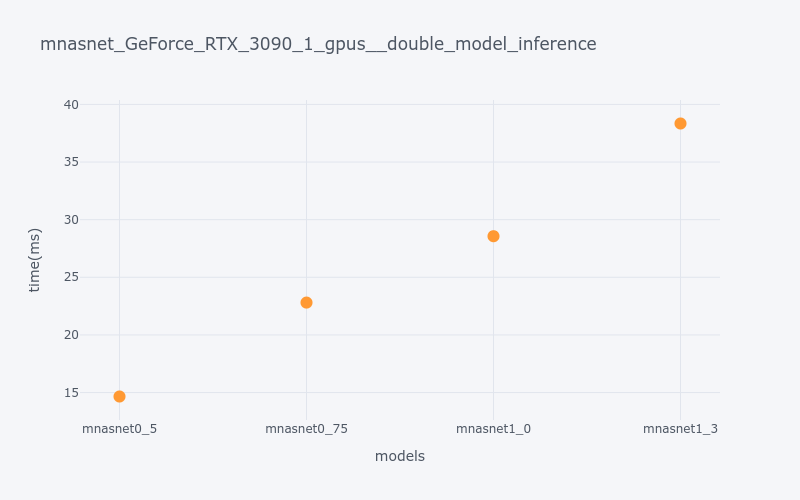 mnasnet_GeForce_RTX_3090_1_gpus__double_model_inference
40
35
30
25
20
15
time(ms)
mnasnet0_5
mnasnet0_75
mnasnet1_0
mnasnet1_3
models